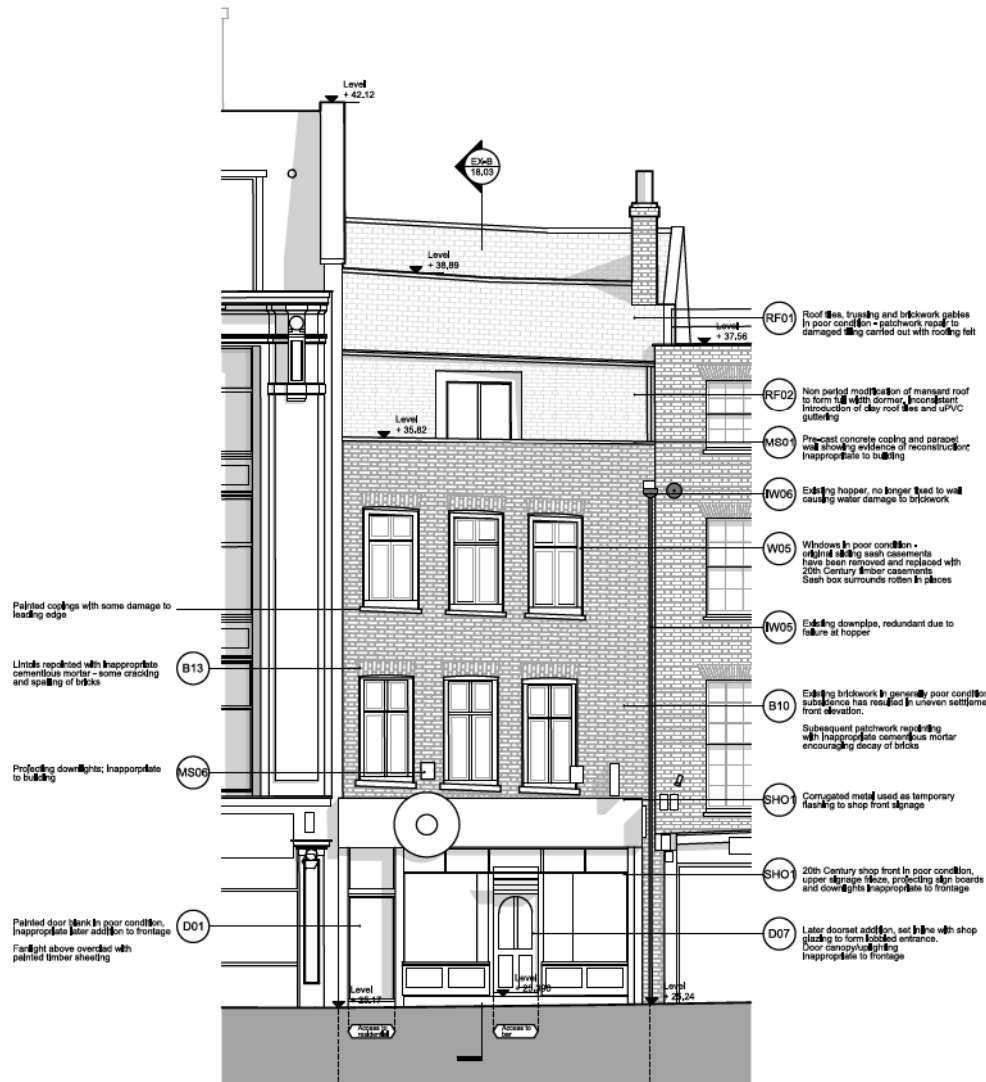 Level
+ 42.12
EX-B
18.03
Level
+ 38,89
RF01
Roof tiles, trussing and brickwork gables
in poor condition - patchwork repair to
damaged tiling carried out with roofing felt
Level
+ 37.56
RF02
Non period modification of mansard roof
to form full width dormer, inconsistent
introduction of clay roof tiles and uPVC
guttering
Level
+ 35.82
MS01
Pre-cast concrete coping and parapet
wall showing evidence of reconstruction;
inappropriate to building
IW06
Existing hopper, no longer fixed to wall
causing water damage to brickwork
W05
Windows in poor condition -
original sliding sash casements
have been removed and replaced with
20th Century timber casements
Sash box surrounds rotten in places
Painted copings with some damage to
leading edge
IW05
Existing downpipe, redundant due to
failure at hopper
Lintols repointed with inappropriate
cementious mortar - some cracking
and spalling of bricks
B13
B10
Existing brickwork in generally poor condition
subsidence has resulted in uneven settleme
front elevation.
Subsequent patchwork repointing
with inappropriate cementious mortar
encouraging decay of bricks
Projecting downlights; inapporpriate
to building
MS06
SHO1
Corrugated metal used as temporary
flashing to shop front signage
SHO1
20th Century shop front in poor condition,
upper signage frieze, projecting sign boards
and downlights inappropriate to frontage
Painted door blank in poor condition,
inappropriate later addition to frontage
Fanlight above overclad with
painted timber sheeting
D01
D07
Later doorset addition, set inline with shop
glazing to form lobbied entrance.
Door canopy/uplighting
inappropriate to frontage
Level
+ 25.17
Level
Level
+ 25.24
Access to
residential
Access to
bar